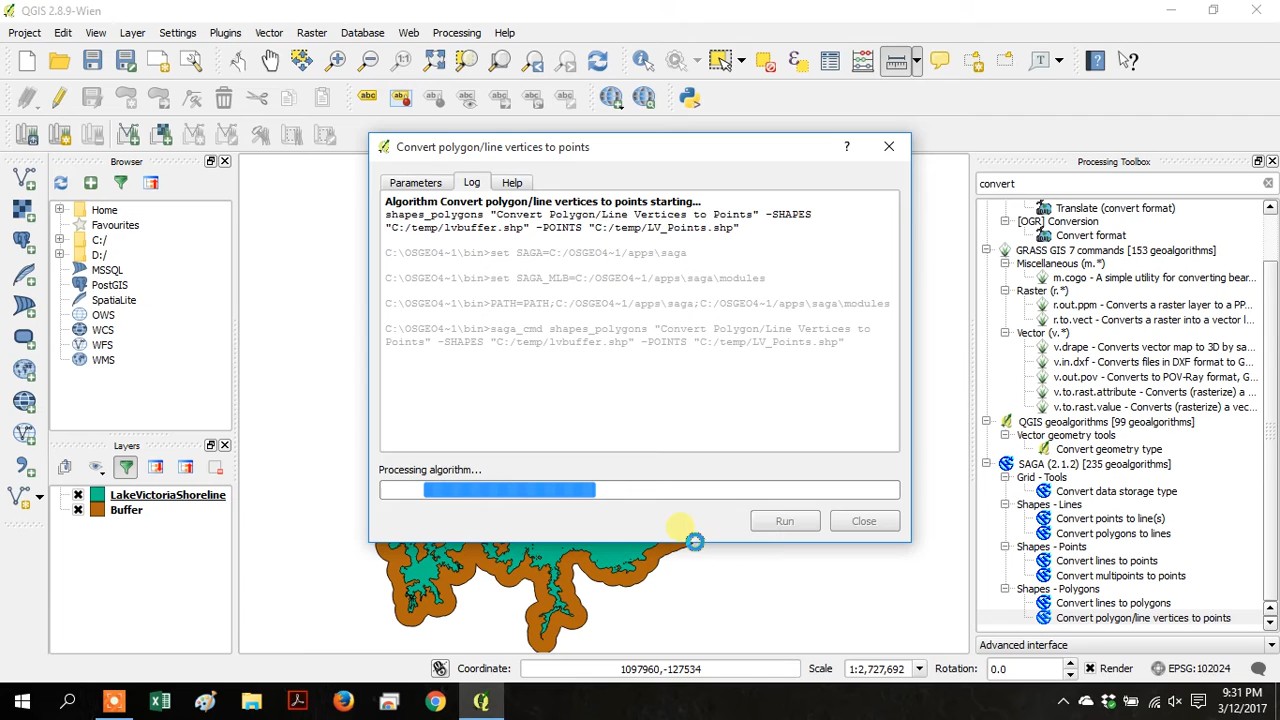 QGIS 2.8.9-Wien
Project Edit View Layer Settings Plugins Vector Raster Database Web Processing Help
Browser
Home
Favourites
C:/
D:/
MSSQL
PostGIS
SpatiaLite
OWS
WCS
WFS
WMS
Layers
LakeVictoriaShoreline
Buffer
Convert polygon/line vertices to points
Parameters Log Help
Algorithm Convert polygon/line vertices to points starting...
shapes_polygons "Convert Polygon/Line Vertices to Points" -SHAPES
"C:/temp/lvbuffer.shp" -POINTS "C:/temp/LV_Points.shp"
C:\OSGEO4~1\bin>set SAGA=C:/OSGEO4~1/apps\saga
C:\OSGEO4~1\bin>set SAGA_MLB=C:/OSGEO4~1/apps\saga\modules
C:\OSGEO4~1\bin>PATH=PATH;C:/OSGEO4~1/apps\saga;C:/OSGEO4~1/apps\saga\modules
C:\OSGEO4~1\bin>saga_cmd shapes_polygons "Convert Polygon/Line Vertices to
Points" -SHAPES "C:/temp/lvbuffer.shp" -POINTS "C:/temp/LV_Points.shp"
Processing algorithm...
Run Close
Processing Toolbox
convert
Translate (convert format)
[OGR] Conversion
Convert format
GRASS GIS 7 commands [153 geoalgorithms]
Miscellaneous (m.*)
m.cogo - A simple utility for converting bear...
Raster (r.*)
r.out.ppm - Converts a raster layer to a PP...
r.to.vect - Converts a raster into a vector l...
Vector (v.*)
v.drape - Converts vector map to 3D by sa...
v.in.dxf - Converts files in DXF format to G...
v.out.pov - Converts to POV-Ray format, G...
v.to.rast.attribute - Converts (rasterize) a ...
v.to.rast.value - Converts (rasterize) a vec...
QGIS geoalgorithms [99 geoalgorithms]
Vector geometry tools
Convert geometry type
SAGA (2.1.2) [235 geoalgorithms]
Grid - Tools
Convert data storage type
Shapes - Lines
Convert points to line(s)
Convert polygons to lines
Shapes - Points
Convert lines to points
Convert multipoints to points
Shapes - Polygons
Convert lines to polygons
Convert polygon/line vertices to points
Advanced interface
Coordinate: 1097960,-127534 Scale 1:2,727,692 Rotation: 0.0 Render EPSG:102024
9:31 PM
3/12/2017